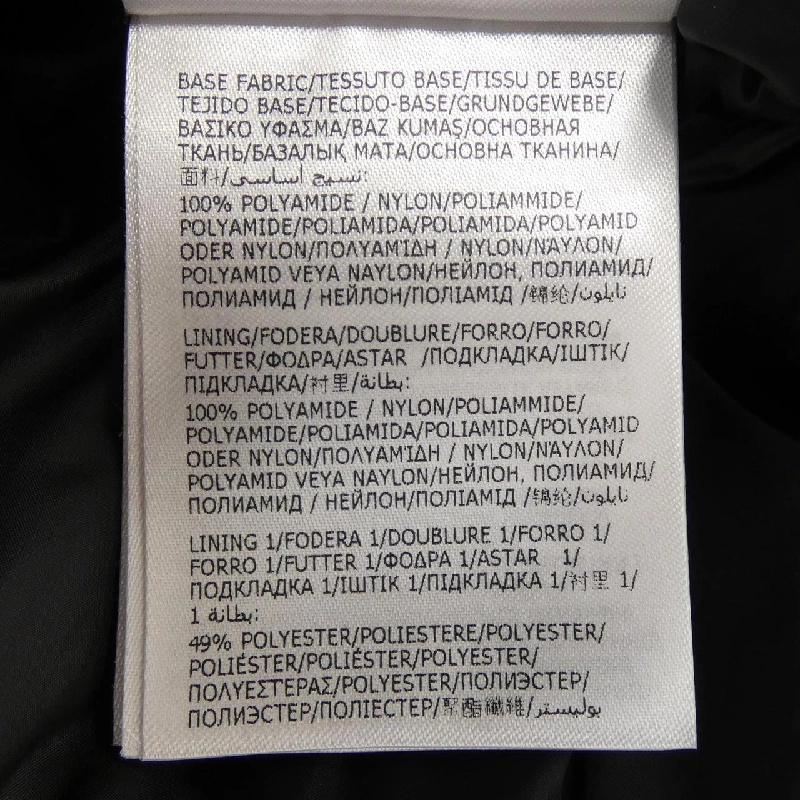 BASE FABRIC/TESSUTO BASE/TISSU DE BASE/
TEJIDO BASE/TECIDO-BASE/GRUNDGEWEBE/
ΒΑΣΙΚΟ ΥΦΑΣΜΑ/BAZ KUMAŞ/ОСНОВНАЯ
ТКАНЬ/БАЗАЛЫҚ МАТА/ОСНОВНА ТКАНИНА/
面料/نسيج أساسي:
100% POLYAMIDE / NYLON/POLIAMMIDE/
POLYAMIDE/POLIAMIDA/POLIAMIDA/POLYAMID
ODER NYLON/ΠΟΛΥΑΜΊΔΗ / NYLON/ΝΆΥΛΟΝ/
POLYAMID VEYA NAYLON/НЕЙЛОН, ПОЛИАМИД/
ПОЛИАМИД / НЕЙЛОН/ПОЛІАМІД /锦纶/نايلون
LINING/FODERA/DOUBLURE/FORRO/FORRO/
FUTTER/ΦΟΔΡΑ/ASTAR /ПОДКЛАДКА/ІШТІК/
ПІДКЛАДКА/衬里/بطانة:
100% POLYAMIDE / NYLON/POLIAMMIDE/
POLYAMIDE/POLIAMIDA/POLIAMIDA/POLYAMID
ODER NYLON/ΠΟΛΥΑΜΊΔΗ / NYLON/ΝΆΥΛΟΝ/
POLYAMID VEYA NAYLON/НЕЙЛОН, ПОЛИАМИД/
ПОЛИАМИД / НЕЙЛОН/ПОЛІАМІД /锦纶/نايلون
LINING 1/FODERA 1/DOUBLURE 1/FORRO 1/
FORRO 1/FUTTER 1/ΦΟΔΡΑ 1/ASTAR 1/
ПОДКЛАДКА 1/ІШТІК 1/ПІДКЛАДКА 1/衬里 1/
بطانة 1:
49% POLYESTER/POLIESTERE/POLYESTER/
POLIÉSTER/POLIÉSTER/POLYESTER/
ΠΟΛΥΕΣΤΕΡΑΣ/POLYESTER/ПОЛИЭСТЕР/
ПОЛИЭСТЕР/ПОЛІЕСТЕР/聚酯纖維/بوليستر/